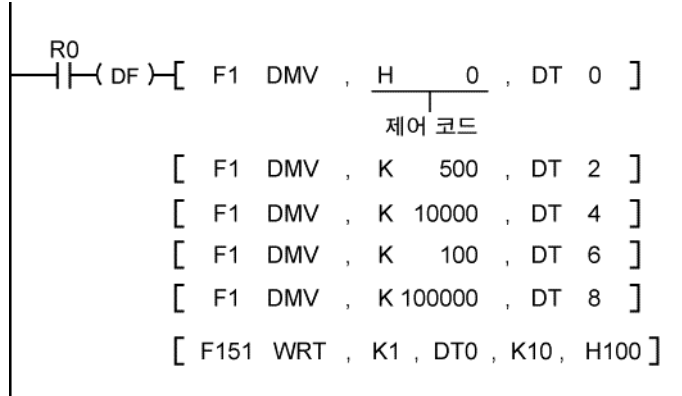 R0
( DF ) [ F1 DMV , H 0 , DT 0 ]
제어 코드
[ F1 DMV , K 500 , DT 2 ]
[ F1 DMV , K 10000 , DT 4 ]
[ F1 DMV , K 100 , DT 6 ]
[ F1 DMV , K 100000 , DT 8 ]
[ F151 WRT , K1 , DT0 , K10 , H100 ]